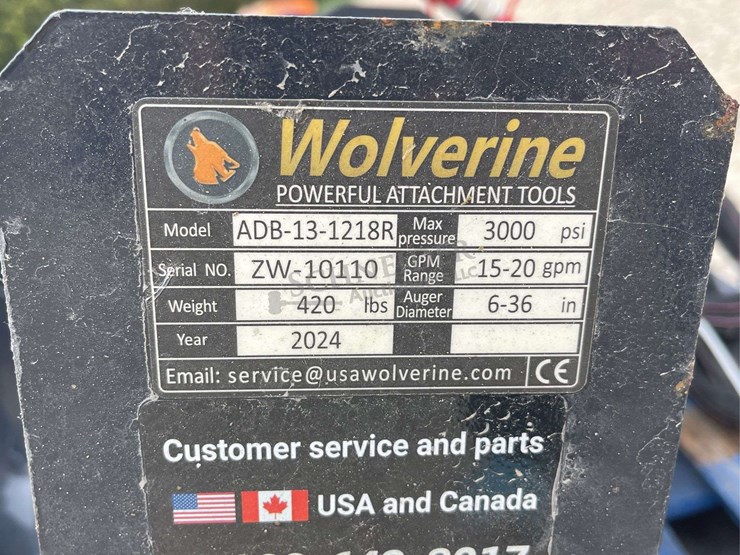 Wolverine
POWERFUL ATTACHMENT TOOLS
Model ADB-13-1218R Max pressure 3000 psi
Serial NO. ZW-10110 GPM Range 15-20 gpm
Weight 420 lbs Auger Diameter 6-36 in
Year 2024
Email: service@usawolverine.com CE
Customer service and parts
USA and Canada